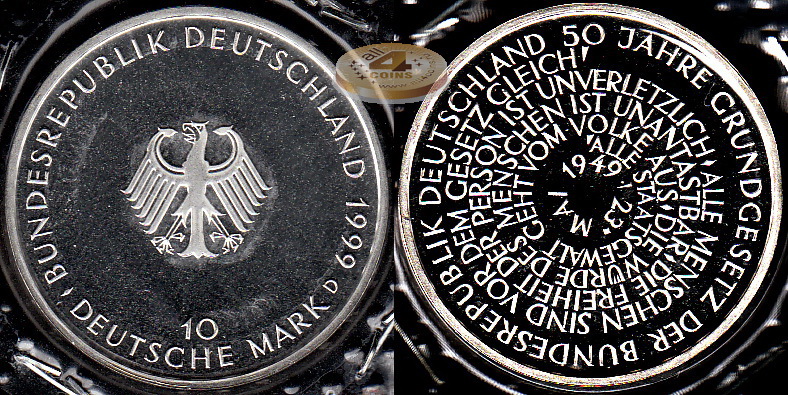 BUNDESREPUBLIK DEUTSCHLAND 1999 D
10
DEUTSCHE MARK
all
4
COINS
50 JAHRE GRUNDGESETZ DER BUNDESREPUBLIK DEUTSCHLAND
'ALLE MENSCHEN SIND VOR DEM GESETZ GLEICH'
DIE FREIHEIT DER PERSON IST UNVERLETZLICH'
DIE WÜRDE DES MENSCHEN IST UNANTASTBAR'
'ALLE STAATSGEWALT GEHT VOM VOLKE AUS'
23. MAI 1949